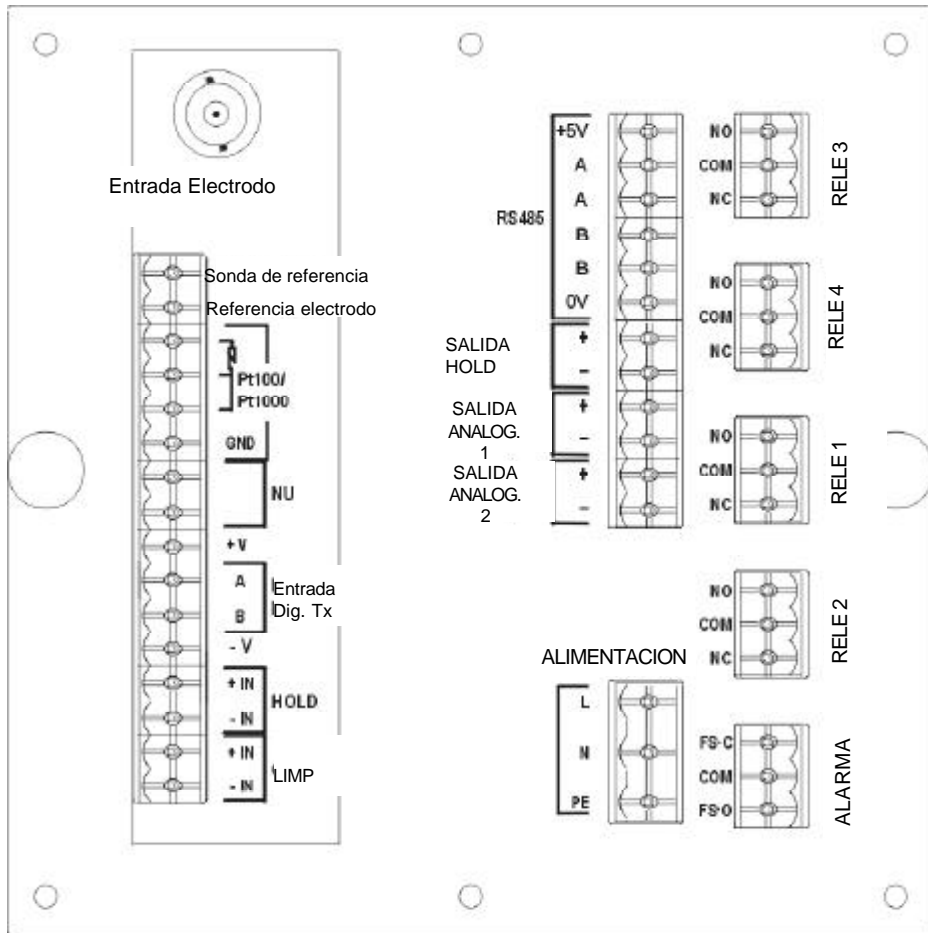 Entrada Electrodo
Sonda de referencia
Referencia electrodo
Pt100/
Pt1000
GND
NU
+ V
A
B
Entrada
Dig. Tx
- V
+ IN
- IN
HOLD
+ IN
- IN
LIMP
RS485
+5V
A
A
B
B
0V
SALIDA
HOLD
+
-
SALIDA
ANALOG.
1
+
-
SALIDA
ANALOG.
2
+
-
ALIMENTACION
L
N
PE
NO
COM
NC
RELE 3
NO
COM
NC
RELE 4
NO
COM
NC
RELE 1
NO
COM
NC
RELE 2
FS-C
COM
FS-O
ALARMA